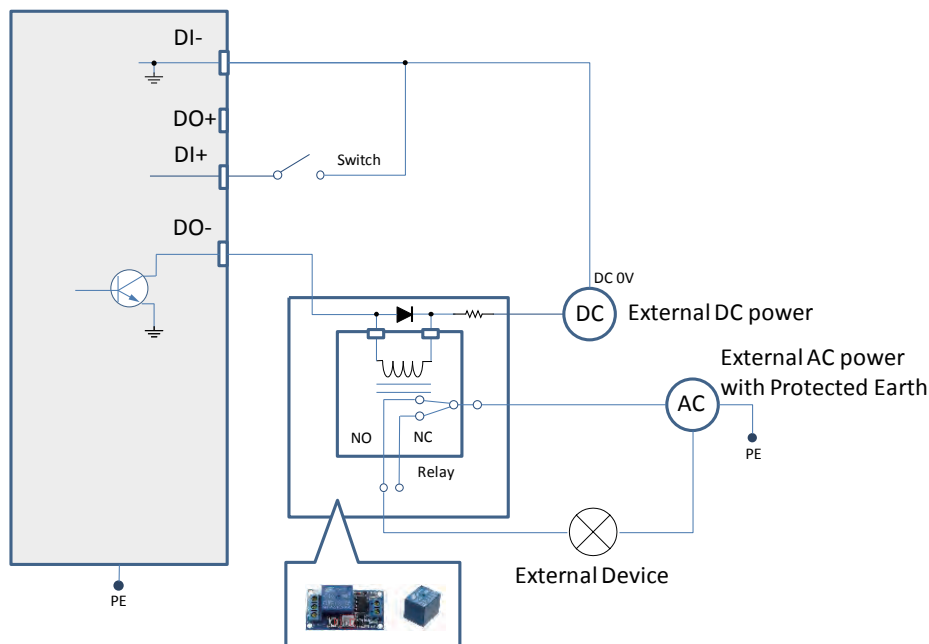 DI-
DO+
DI+
Switch
DO-
DC 0V
DC
External DC power
External AC power
with Protected Earth
AC
PE
NO
NC
Relay
External Device
PE